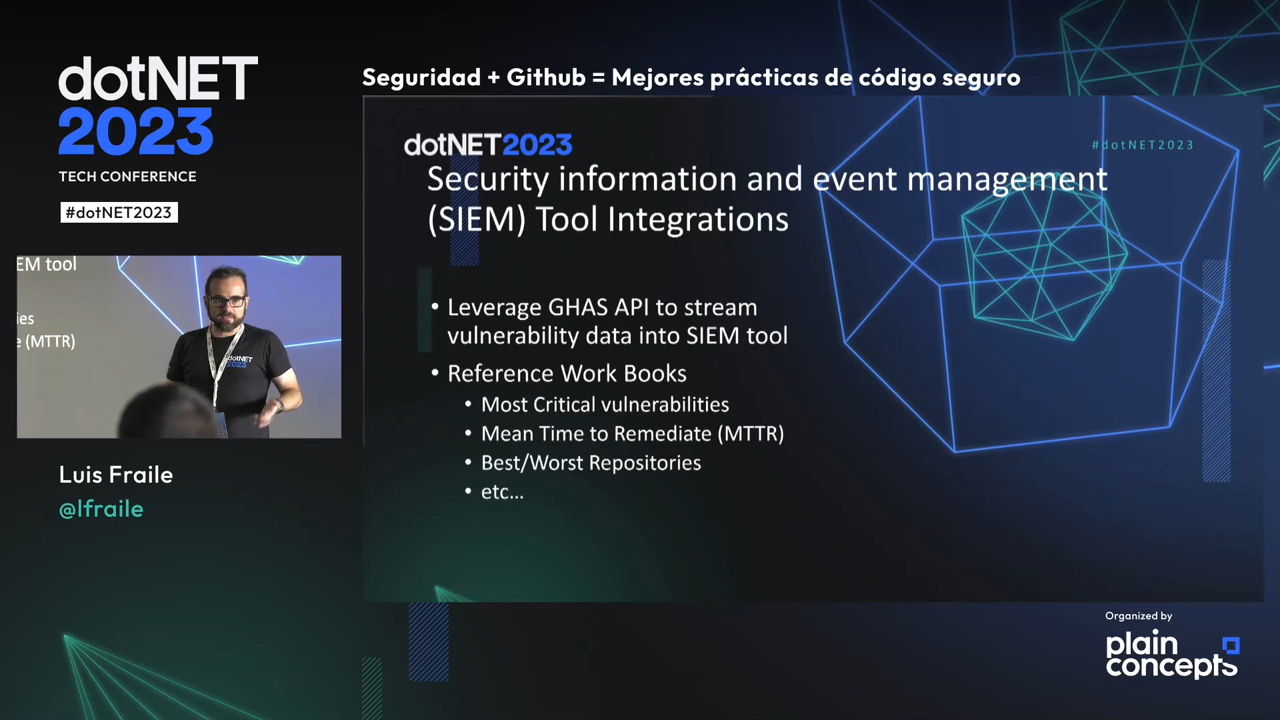 dotNET
2023
TECH CONFERENCE
#dotNET2023
EM tool
ies
e (MTTR)
dotNET
2023
Luis Fraile
@lfraile
Seguridad + Github = Mejores prácticas de código seguro
dotNET2023
#dotNET2023
Security information and event management
(SIEM) Tool Integrations
• Leverage GHAS API to stream
vulnerability data into SIEM tool
• Reference Work Books
• Most Critical vulnerabilities
• Mean Time to Remediate (MTTR)
• Best/Worst Repositories
• etc...
Organized by
plain
concepts